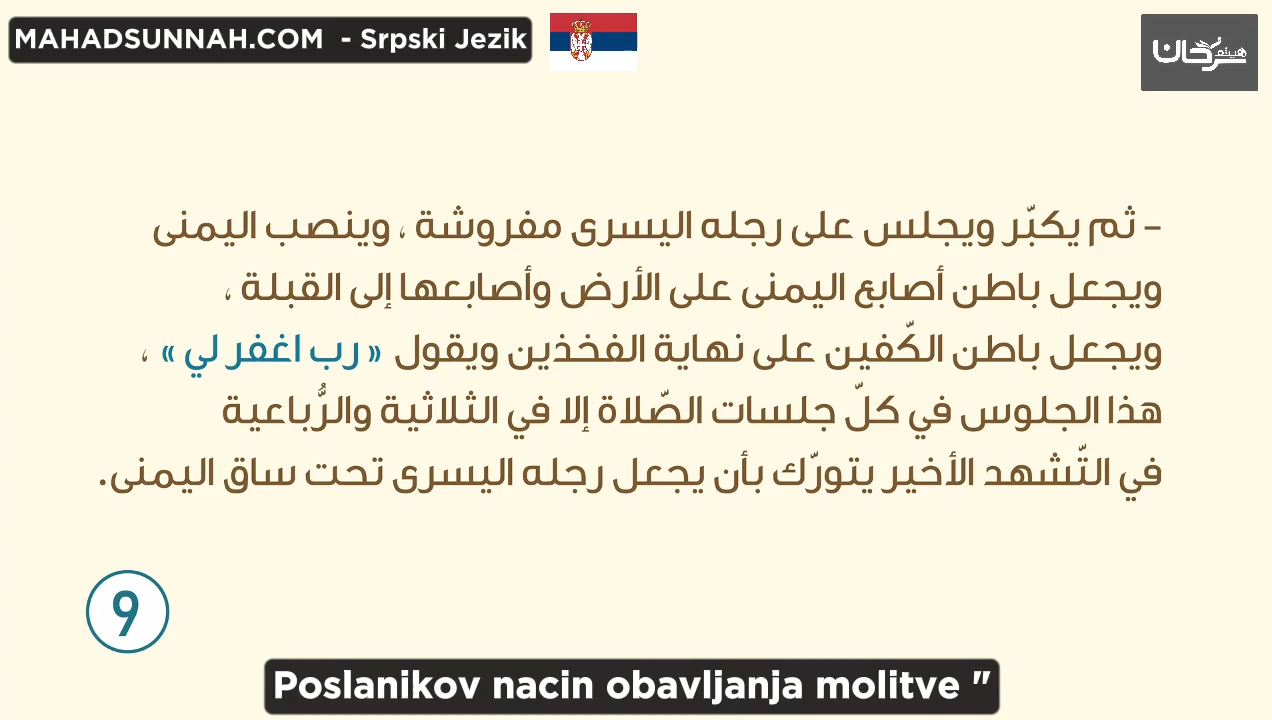 MAHADSUNNAH.COM - Srpski Jezik
هيثم سرحان
- ثم يكبّر ويجلس على رجله اليسرى مفروشة ، وينصب اليمنى
ويجعل باطن أصابع اليمنى على الأرض وأصابعها إلى القبلة ،
ويجعل باطن الكّفين على نهاية الفخذين ويقول « رب اغفر لي » ،
هذا الجلوس في كلّ جلسات الصّلاة إلا في الثلاثية والرُّباعية
في التّشهد الأخير يتورّك بأن يجعل رجله اليسرى تحت ساق اليمنى.
9
Poslanikov nacin obavljanja molitve "